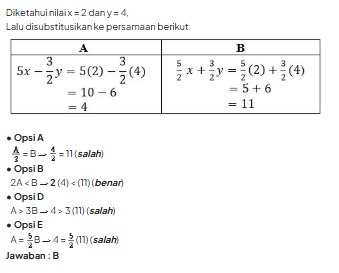 Diketahui nilai x = 2 dan y = 4,
Lalu disubstitusikan ke persamaan berikut
A B
5x − 3/2 y = 5(2) − 3/2 (4) 5/2 x + 3/2 y = 5/2 (2) + 3/2 (4)
= 10 − 6 = 5 + 6
= 4 = 11
• Opsi A
A/2 = B → 4/2 = 11 (salah)
• Opsi B
2A < B → 2 (4) < (11) (benar)
• Opsi D
A > 3B → 4 > 3 (11) (salah)
• Opsi E
A = 5/2 B → 4 = 5/2 (11) (salah)
Jawaban : B